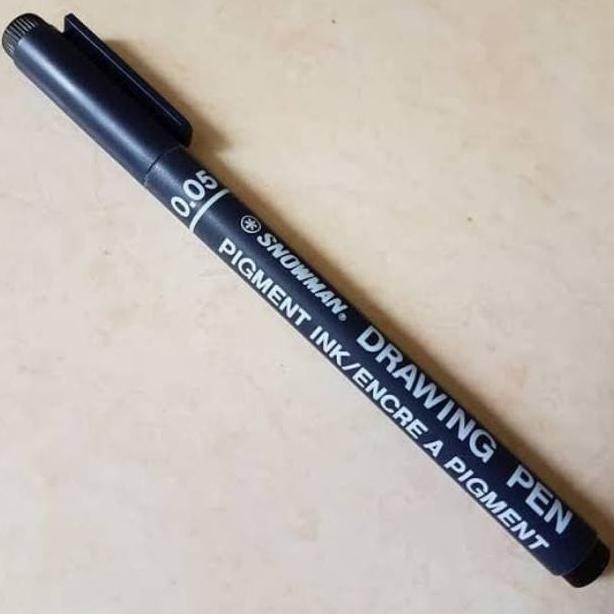 0.05
SNOWMAN® DRAWING PEN
PIGMENT INK/ENCRE A PIGMENT